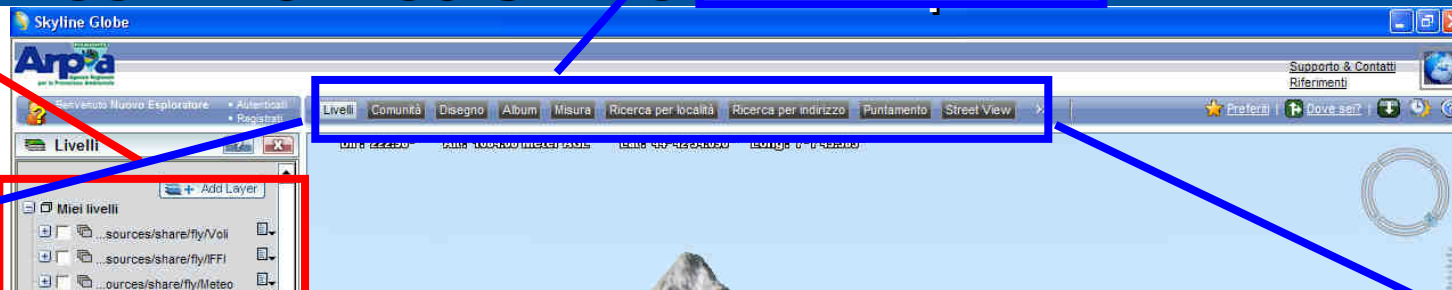 Skyline Globe
Arpa
Supporto & Contatti
Riferimenti
Benvenuto Nuovo Esploratore • Autenticati
• Registrati
Livelli Comunità Disegno Album Misura Ricerca per località Ricerca per indirizzo Puntamento Street View >
Preferiti | Dove sei? |
Livelli
Add Layer
Miei livelli
...sources/share/fly/Voli
...sources/share/fly/IFFI
...ources/share/fly/Meteo